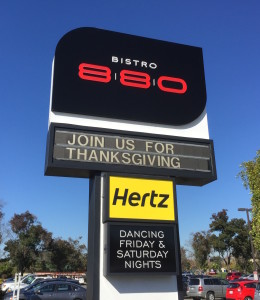 BISTRO
880
JOIN US FOR
THANKSGIVING
Hertz
DANCING
FRIDAY &
SATURDAY
NIGHTS